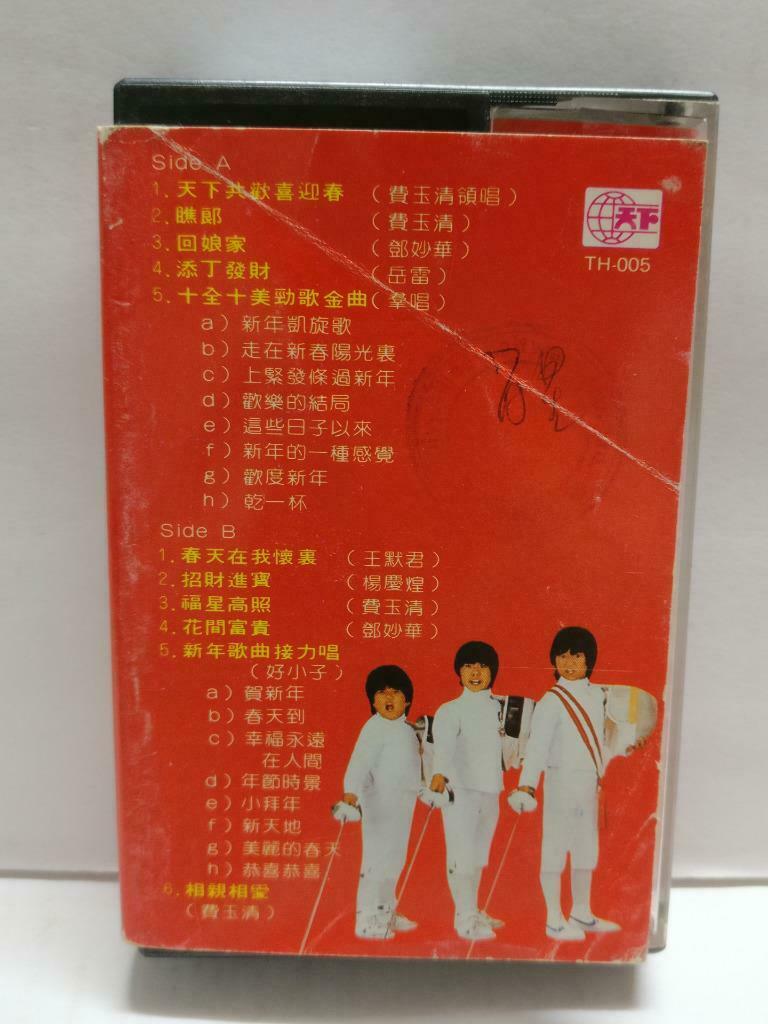 Side A
1. 天下共歡喜迎春 (費玉清領唱)
2. 瞧郎 (費玉清)
3. 回娘家 (鄧妙華)
4. 添丁發財 (岳雷)
5. 十全十美勁歌金曲 (羣唱)
a) 新年凱旋歌
b) 走在新春陽光裏
c) 上緊發條過新年
d) 歡樂的結局
e) 這些日子以來
f) 新年的一種感覺
g) 歡度新年
h) 乾一杯
天下
TH-005
Side B
1. 春天在我懷裏 (王默君)
2. 招財進寶 (楊慶煌)
3. 福星高照 (費玉清)
4. 花間富貴 (鄧妙華)
5. 新年歌曲接力唱
(好小子)
a) 賀新年
b) 春天到
c) 幸福永遠
在人間
d) 年節時景
e) 小拜年
f) 新天地
g) 美麗的春天
h) 恭喜恭喜
6. 相親相愛
(費玉清)